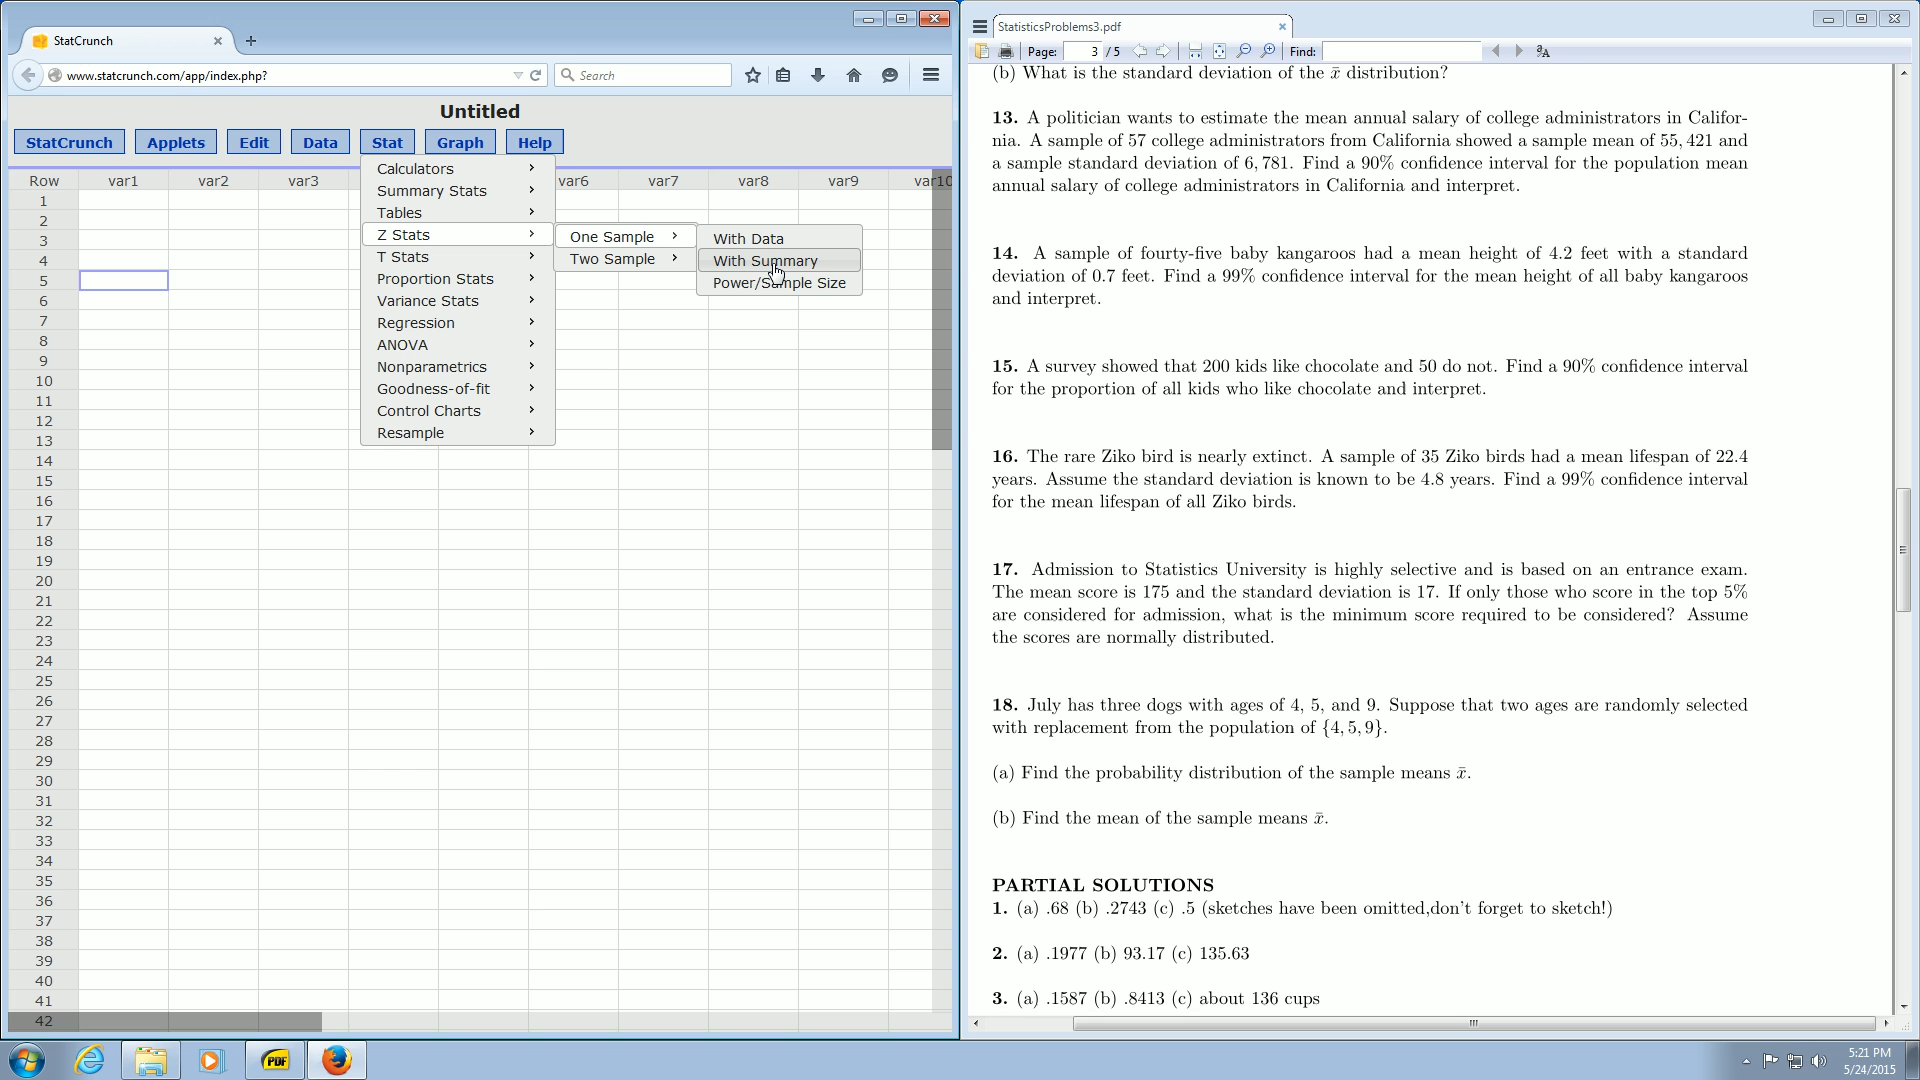 StatCrunch
www.statcrunch.com/app/index.php?
Search
Untitled
StatCrunch Applets Edit Data Stat Graph Help
Row var1 var2 var3 var6 var7 var8 var9 var10
Calculators
Summary Stats
Tables
Z Stats
T Stats
Proportion Stats
Variance Stats
Regression
ANOVA
Nonparametrics
Goodness-of-fit
Control Charts
Resample
One Sample
Two Sample
With Data
With Summary
Power/Sample Size
1
2
3
4
5
6
7
8
9
10
11
12
13
14
15
16
17
18
19
20
21
22
23
24
25
26
27
28
29
30
31
32
33
34
35
36
37
38
39
40
41
42
StatisticsProblems3.pdf
Page: 3 / 5 Find:
(b) What is the standard deviation of the x̄ distribution?
13. A politician wants to estimate the mean annual salary of college administrators in Califor-
nia. A sample of 57 college administrators from California showed a sample mean of 55,421 and
a sample standard deviation of 6,781. Find a 90% confidence interval for the population mean
annual salary of college administrators in California and interpret.
14. A sample of fourty-five baby kangaroos had a mean height of 4.2 feet with a standard
deviation of 0.7 feet. Find a 99% confidence interval for the mean height of all baby kangaroos
and interpret.
15. A survey showed that 200 kids like chocolate and 50 do not. Find a 90% confidence interval
for the proportion of all kids who like chocolate and interpret.
16. The rare Ziko bird is nearly extinct. A sample of 35 Ziko birds had a mean lifespan of 22.4
years. Assume the standard deviation is known to be 4.8 years. Find a 99% confidence interval
for the mean lifespan of all Ziko birds.
17. Admission to Statistics University is highly selective and is based on an entrance exam.
The mean score is 175 and the standard deviation is 17. If only those who score in the top 5%
are considered for admission, what is the minimum score required to be considered? Assume
the scores are normally distributed.
18. July has three dogs with ages of 4, 5, and 9. Suppose that two ages are randomly selected
with replacement from the population of {4, 5, 9}.
(a) Find the probability distribution of the sample means x̄.
(b) Find the mean of the sample means x̄.
PARTIAL SOLUTIONS
1. (a) .68 (b) .2743 (c) .5 (sketches have been omitted,don't forget to sketch!)
2. (a) .1977 (b) 93.17 (c) 135.63
3. (a) .1587 (b) .8413 (c) about 136 cups
PDF
5:21 PM
5/24/2015